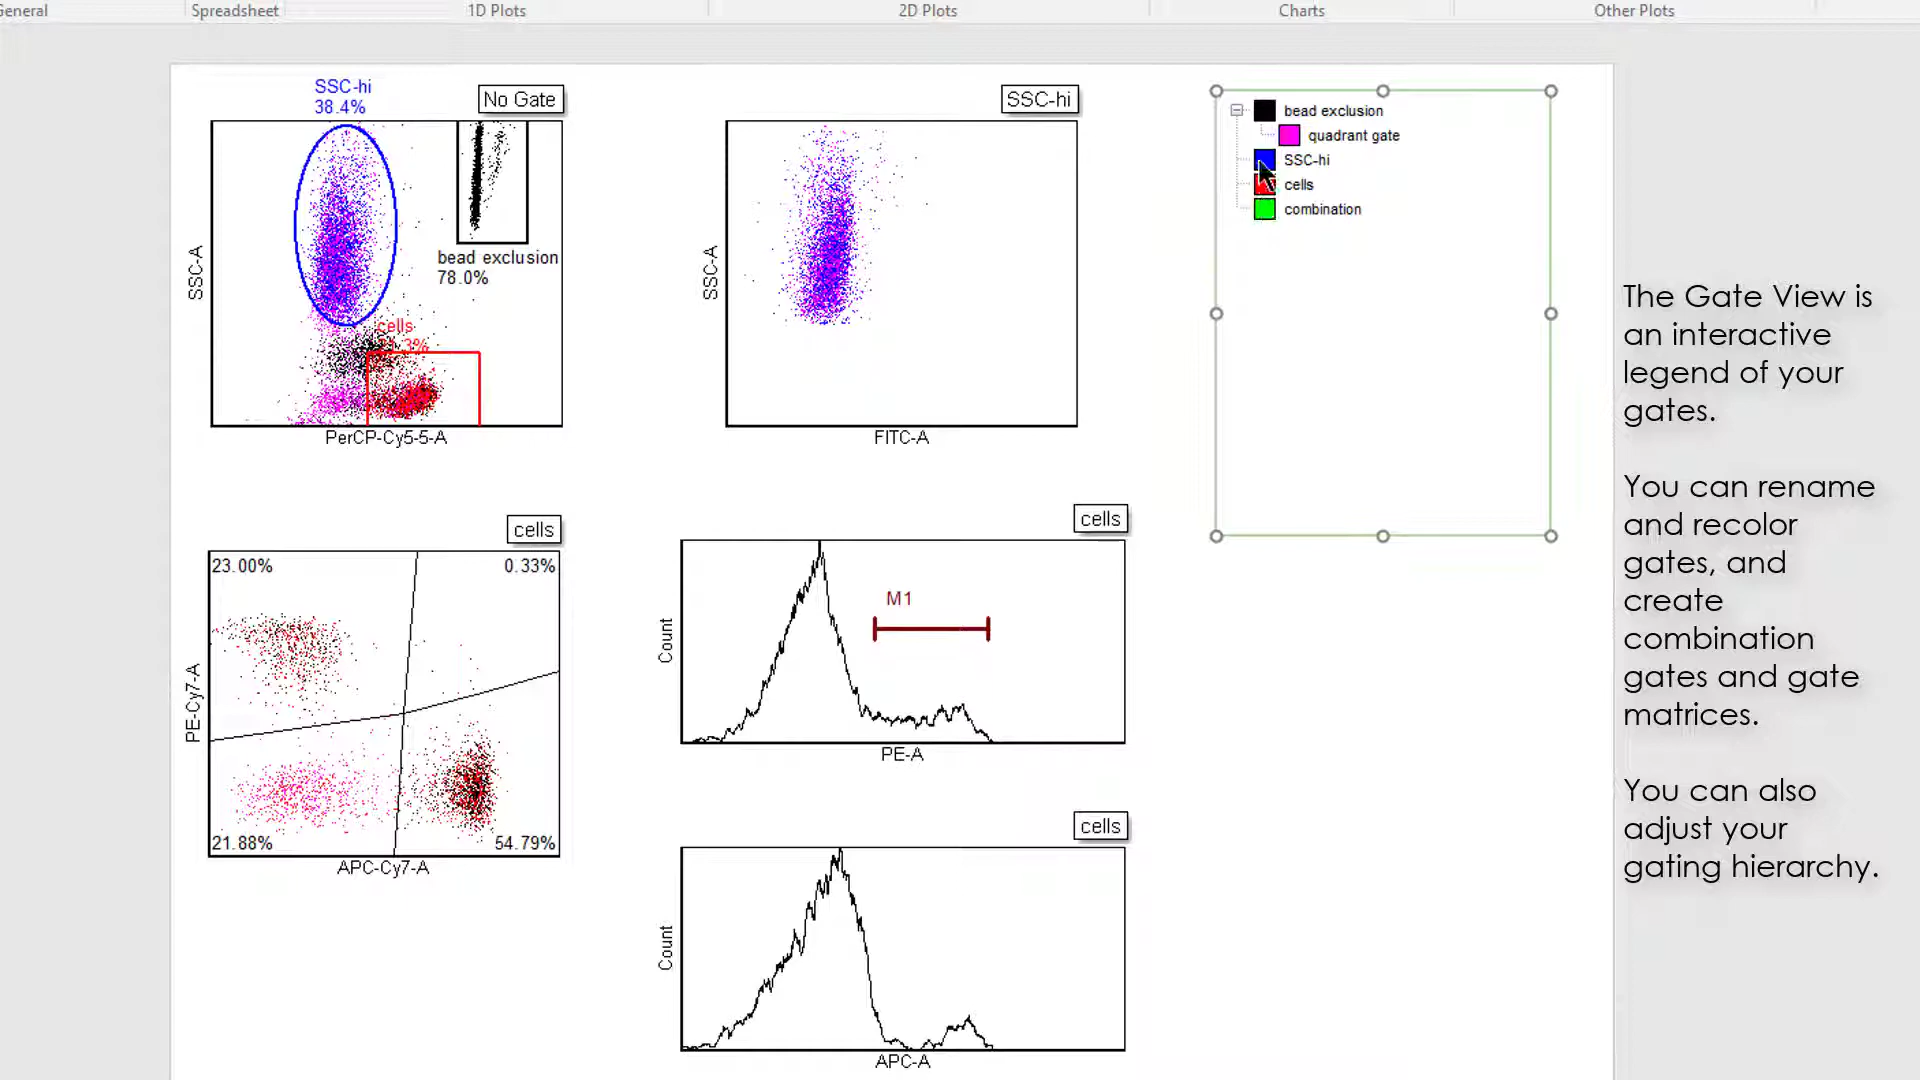 General
Spreadsheet
1D Plots
2D Plots
Charts
Other Plots
SSC-hi
38.4%
No Gate
SSC-A
bead exclusion
78.0%
cells
PerCP-Cy5-5-A
SSC-hi
SSC-A
FITC-A
bead exclusion
quadrant gate
SSC-hi
cells
combination
The Gate View is
an interactive
legend of your
gates.
You can rename
and recolor
gates, and
create
combination
gates and gate
matrices.
You can also
adjust your
gating hierarchy.
cells
23.00%
0.33%
PE-Cy7-A
21.88%
54.79%
APC-Cy7-A
cells
M1
Count
PE-A
cells
Count
APC-A